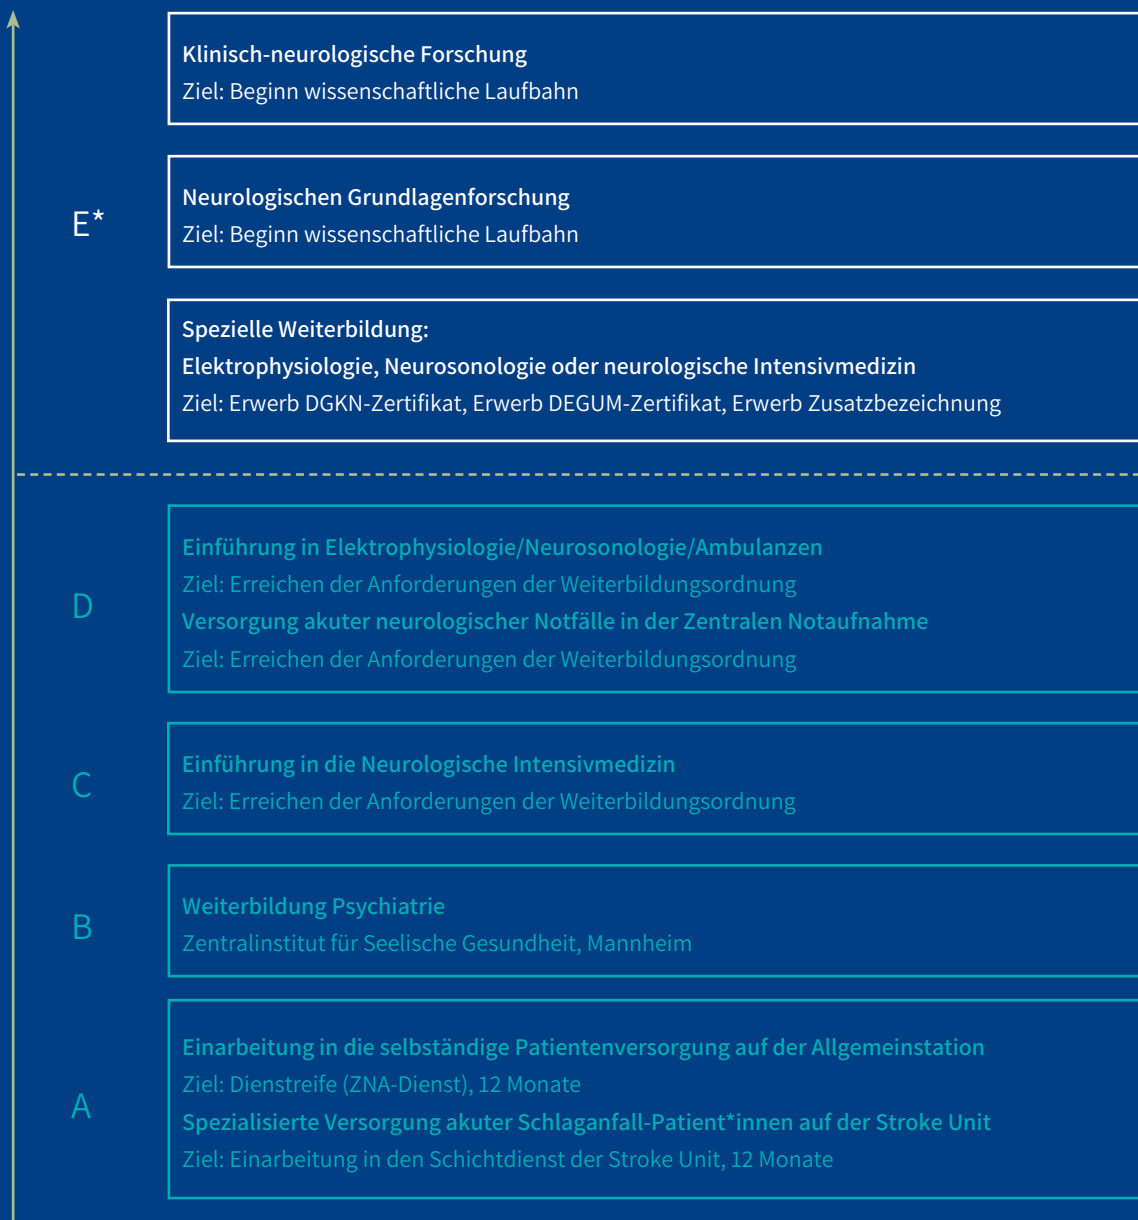 Klinisch-neurologische Forschung
Ziel: Beginn wissenschaftliche Laufbahn
E*
Neurologischen Grundlagenforschung
Ziel: Beginn wissenschaftliche Laufbahn
Spezielle Weiterbildung:
Elektrophysiologie, Neurosonologie oder neurologische Intensivmedizin
Ziel: Erwerb DGKN-Zertifikat, Erwerb DEGUM-Zertifikat, Erwerb Zusatzbezeichnung
D
Einführung in Elektrophysiologie/Neurosonologie/Ambulanzen
Ziel: Erreichen der Anforderungen der Weiterbildungsordnung
Versorgung akuter neurologischer Notfälle in der Zentralen Notaufnahme
Ziel: Erreichen der Anforderungen der Weiterbildungsordnung
C
Einführung in die Neurologische Intensivmedizin
Ziel: Erreichen der Anforderungen der Weiterbildungsordnung
B
Weiterbildung Psychiatrie
Zentralinstitut für Seelische Gesundheit, Mannheim
A
Einarbeitung in die selbständige Patientenversorgung auf der Allgemeinstation
Ziel: Dienstreife (ZNA-Dienst), 12 Monate
Spezialisierte Versorgung akuter Schlaganfall-Patient*innen auf der Stroke Unit
Ziel: Einarbeitung in den Schichtdienst der Stroke Unit, 12 Monate